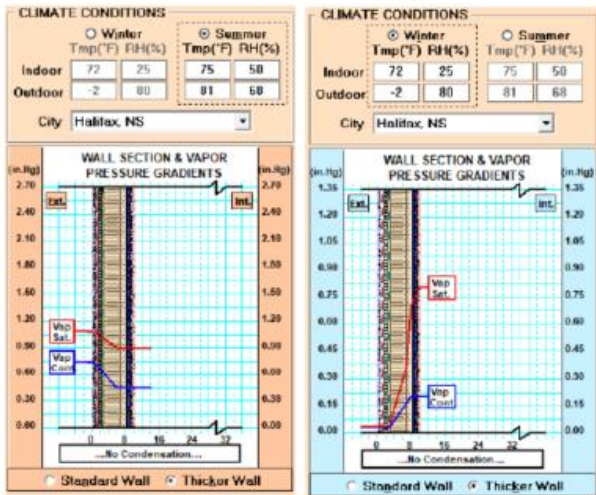 CLIMATE CONDITIONS
Winter Summer
Tmp(°F) RH(%) Tmp(°F) RH(%)
Indoor 72 25 75 50
Outdoor -2 80 81 68
City Halifax, NS
WALL SECTION & VAPOR
PRESSURE GRADIENTS
(in.Hg) (in.Hg)
2.70 2.70
Ext. Int.
2.40 2.40
2.10 2.10
1.80 1.80
1.50 1.50
1.20 1.20
Vap
Sat.
0.90 0.90
Vap
Cont
0.60 0.60
0.30 0.30
0.00 0.00
0 8 16 24 32
...No Condensation...
Standard Wall Thicker Wall
CLIMATE CONDITIONS
Winter Summer
Tmp(°F) RH(%) Tmp(°F) RH(%)
Indoor 72 25 75 50
Outdoor -2 80 81 68
City Halifax, NS
WALL SECTION & VAPOR
PRESSURE GRADIENTS
(in.Hg) (in.Hg)
1.35 1.35
Ext. Int.
1.20 1.20
1.05 1.05
0.90 0.90
Vap
Sat.
0.75 0.75
0.60 0.60
0.45 0.45
0.30 0.30
Vap
Cont
0.15 0.15
0.00 0.00
0 8 16 24 32
...No Condensation...
Standard Wall Thicker Wall